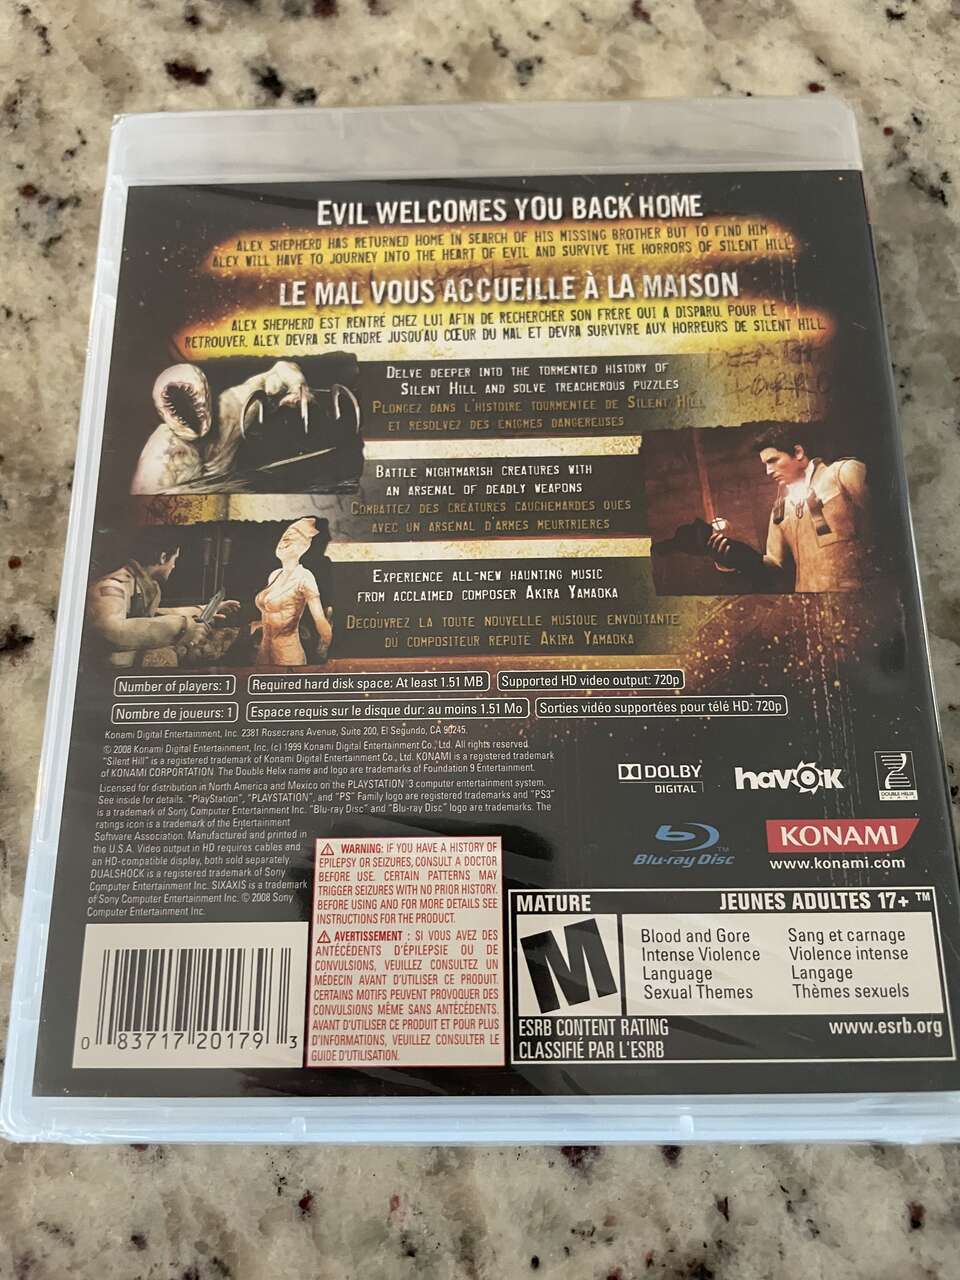 EVIL WELCOMES YOU BACK HOME
ALEX SHEPHERD HAS RETURNED HOME IN SEARCH OF HIS MISSING BROTHER BUT TO FIND HIM
ALEX WILL HAVE TO JOURNEY INTO THE HEART OF EVIL AND SURVIVE THE HORRORS OF SILENT HILL.
LE MAL VOUS ACCUEILLE À LA MAISON
ALEX SHEPHERD EST RENTRÉ CHEZ LUI AFIN DE RECHERCHER SON FRÈRE QUI A DISPARU. POUR LE
RETROUVER, ALEX DEVRA SE RENDRE JUSQU'AU CŒUR DU MAL ET DEVRA SURVIVRE AUX HORREURS DE SILENT HILL.
DELVE DEEPER INTO THE TORMENTED HISTORY OF
SILENT HILL AND SOLVE TREACHEROUS PUZZLES
PLONGEZ DANS L'HISTOIRE TOURMENTEE DE SILENT HILL
ET RESOLVEZ DES ENIGMES DANGEREUSES
BATTLE NIGHTMARISH CREATURES WITH
AN ARSENAL OF DEADLY WEAPONS
COMBATTEZ DES CREATURES CAUCHEMARDES QUES
AVEC UN ARSENAL D'ARMES MEURTRIERES
EXPERIENCE ALL-NEW HAUNTING MUSIC
FROM ACCLAIMED COMPOSER AKIRA YAMAOKA
DECOUVREZ LA TOUTE NOUVELLE MUSIQUE ENVOUTANTE
DU COMPOSITEUR REPUTE AKIRA YAMAOKA
Number of players: 1 Required hard disk space: At least 1.51 MB Supported HD video output: 720p
Nombre de joueurs: 1 Espace requis sur le disque dur: au moins 1.51 Mo Sorties vidéo supportées pour télé HD: 720p
Konami Digital Entertainment, Inc. 2381 Rosecrans Avenue, Suite 200, El Segundo, CA 90245.
© 2008 Konami Digital Entertainment, Inc. (c) 1999 Konami Digital Entertainment Co., Ltd. All rights reserved.
"Silent Hill" is a registered trademark of Konami Digital Entertainment Co., Ltd. KONAMI is a registered trademark
of KONAMI CORPORTATION. The Double Helix name and logo are trademarks of Foundation 9 Entertainment.
Licensed for distribution in North America and Mexico on the PLAYSTATION®3 computer entertainment system.
See inside for details. "PlayStation", "PLAYSTATION", and "PS" Family logo are registered trademarks and "PS3"
is a trademark of Sony Computer Entertainment Inc. "Blu-ray Disc" and "Blu-ray Disc" logo are trademarks. The
ratings icon is a trademark of the Entertainment
Software Association. Manufactured and printed in
the U.S.A. Video output in HD requires cables and
an HD-compatible display, both sold separately.
DUALSHOCK is a registered trademark of Sony
Computer Entertainment Inc. SIXAXIS is a trademark
of Sony Computer Entertainment Inc. © 2008 Sony
Computer Entertainment Inc.
DOLBY
DIGITAL
havok
DOUBLE HELIX
GAMES
Blu-ray Disc™
KONAMI
www.konami.com
WARNING: IF YOU HAVE A HISTORY OF
EPILEPSY OR SEIZURES, CONSULT A DOCTOR
BEFORE USE. CERTAIN PATTERNS MAY
TRIGGER SEIZURES WITH NO PRIOR HISTORY.
BEFORE USING AND FOR MORE DETAILS SEE
INSTRUCTIONS FOR THE PRODUCT.
AVERTISSEMENT : SI VOUS AVEZ DES
ANTÉCÉDENTS D'ÉPILEPSIE OU DE
CONVULSIONS, VEUILLEZ CONSULTEZ UN
MÉDECIN AVANT D'UTILISER CE PRODUIT.
CERTAINS MOTIFS PEUVENT PROVOQUER DES
CONVULSIONS MÊME SANS ANTÉCÉDENTS.
AVANT D'UTILISER CE PRODUIT ET POUR PLUS
D'INFORMATIONS, VEUILLEZ CONSULTER LE
GUIDE D'UTILISATION.
MATURE JEUNES ADULTES 17+ ™
M
Blood and Gore
Intense Violence
Language
Sexual Themes
Sang et carnage
Violence intense
Langage
Thèmes sexuels
ESRB CONTENT RATING www.esrb.org
CLASSIFIÉ PAR L'ESRB
0 83717 20179 3